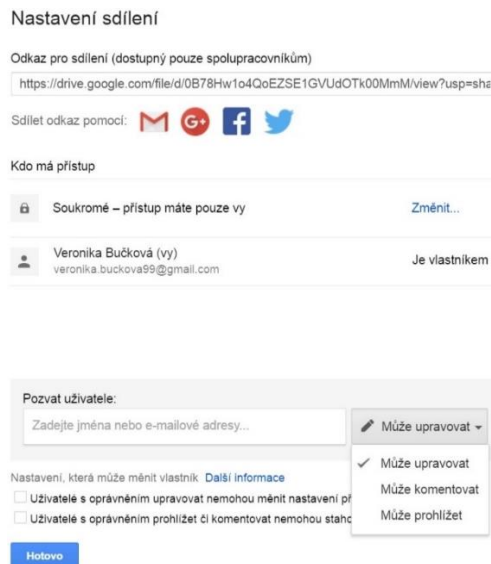 Nastavení sdílení
Odkaz pro sdílení (dostupný pouze spolupracovníkům)
https://drive.google.com/file/d/0B78Hw1o4QoEZSE1GVUdOTk00MmM/view?usp=sha
Sdílet odkaz pomocí:
Kdo má přístup
Soukromé – přístup máte pouze vy Změnit...
Veronika Bučková (vy) Je vlastníkem
veronika.buckova99@gmail.com
Pozvat uživatele:
Zadejte jména nebo e-mailové adresy... Může upravovat
Může upravovat
Může komentovat
Může prohlížet
Nastavení, která může měnit vlastník Další informace
Uživatelé s oprávněním upravovat nemohou měnit nastavení př
Uživatelé s oprávněním prohlížet či komentovat nemohou staho
Hotovo